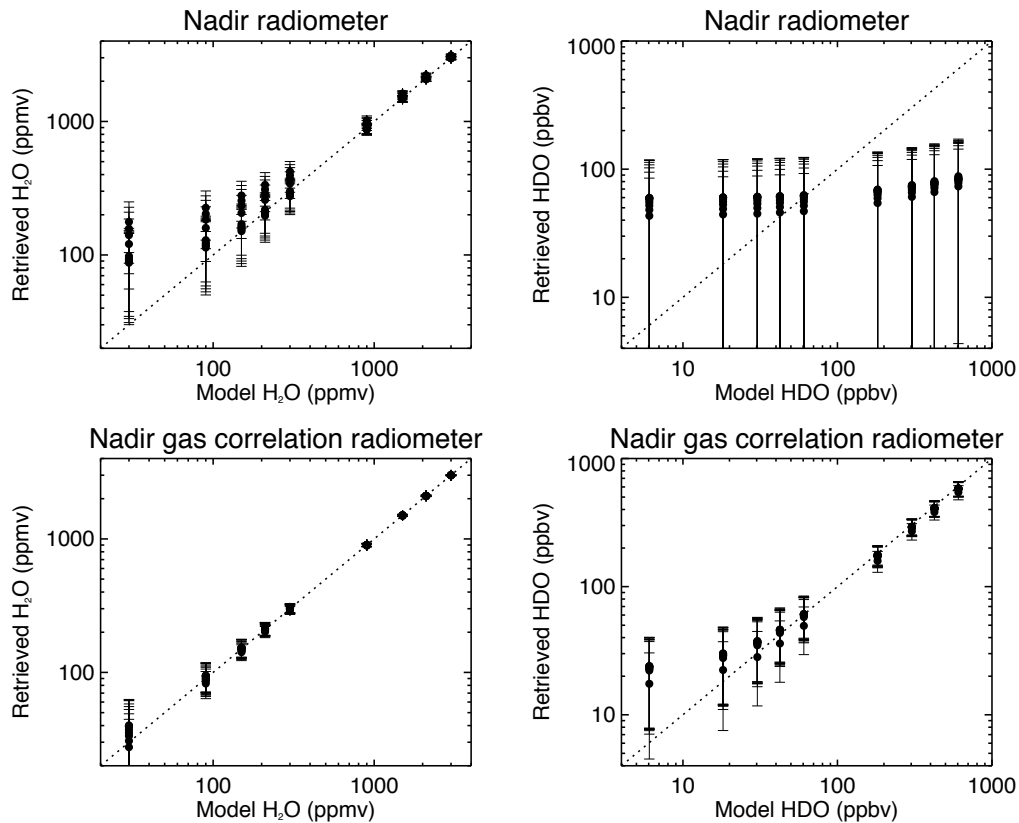 Nadir radiometer
Retrieved H₂O (ppmv)
1000
100
100
1000
Model H₂O (ppmv)
Nadir radiometer
Retrieved HDO (ppbv)
1000
100
10
10
100
1000
Model HDO (ppbv)
Nadir gas correlation radiometer
Retrieved H₂O (ppmv)
1000
100
100
1000
Model H₂O (ppmv)
Nadir gas correlation radiometer
Retrieved HDO (ppbv)
1000
100
10
10
100
1000
Model HDO (ppbv)